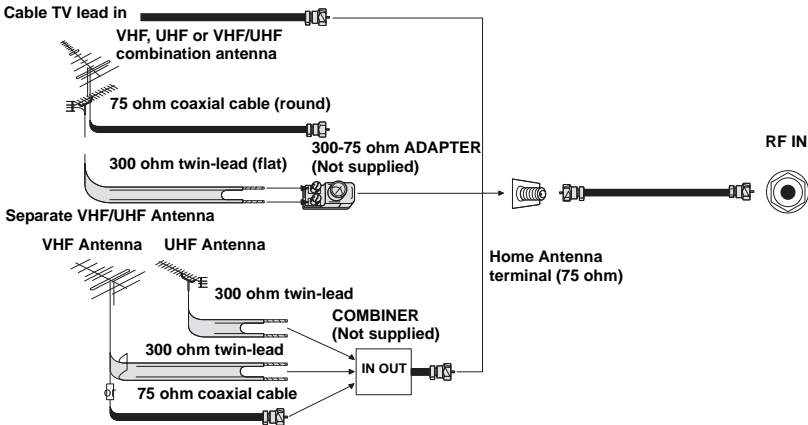 Cable TV lead in
VHF, UHF or VHF/UHF
combination antenna
75 ohm coaxial cable (round)
300-75 ohm ADAPTER
(Not supplied)
300 ohm twin-lead (flat)
RF IN
Separate VHF/UHF Antenna
VHF Antenna
UHF Antenna
Home Antenna
terminal (75 ohm)
300 ohm twin-lead
COMBINER
(Not supplied)
300 ohm twin-lead
IN OUT
or
75 ohm coaxial cable